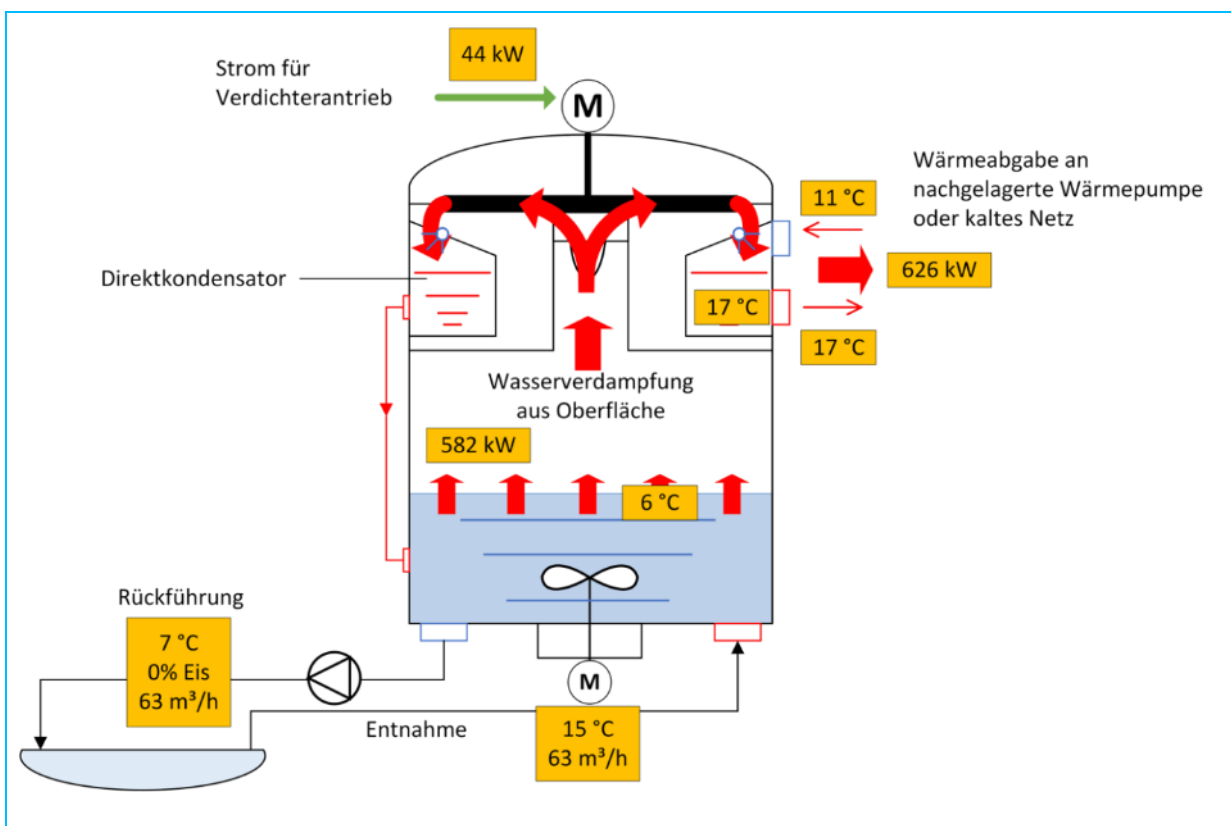 44 kW
Strom für
Verdichterantrieb
M
Wärmeabgabe an
nachgelagerte Wärmepumpe
oder kaltes Netz
11 °C
626 kW
Direktkondensator
17 °C
17 °C
Wasserverdampfung
aus Oberfläche
582 kW
6 °C
Rückführung
7 °C
0% Eis
63 m³/h
M
Entnahme
15 °C
63 m³/h